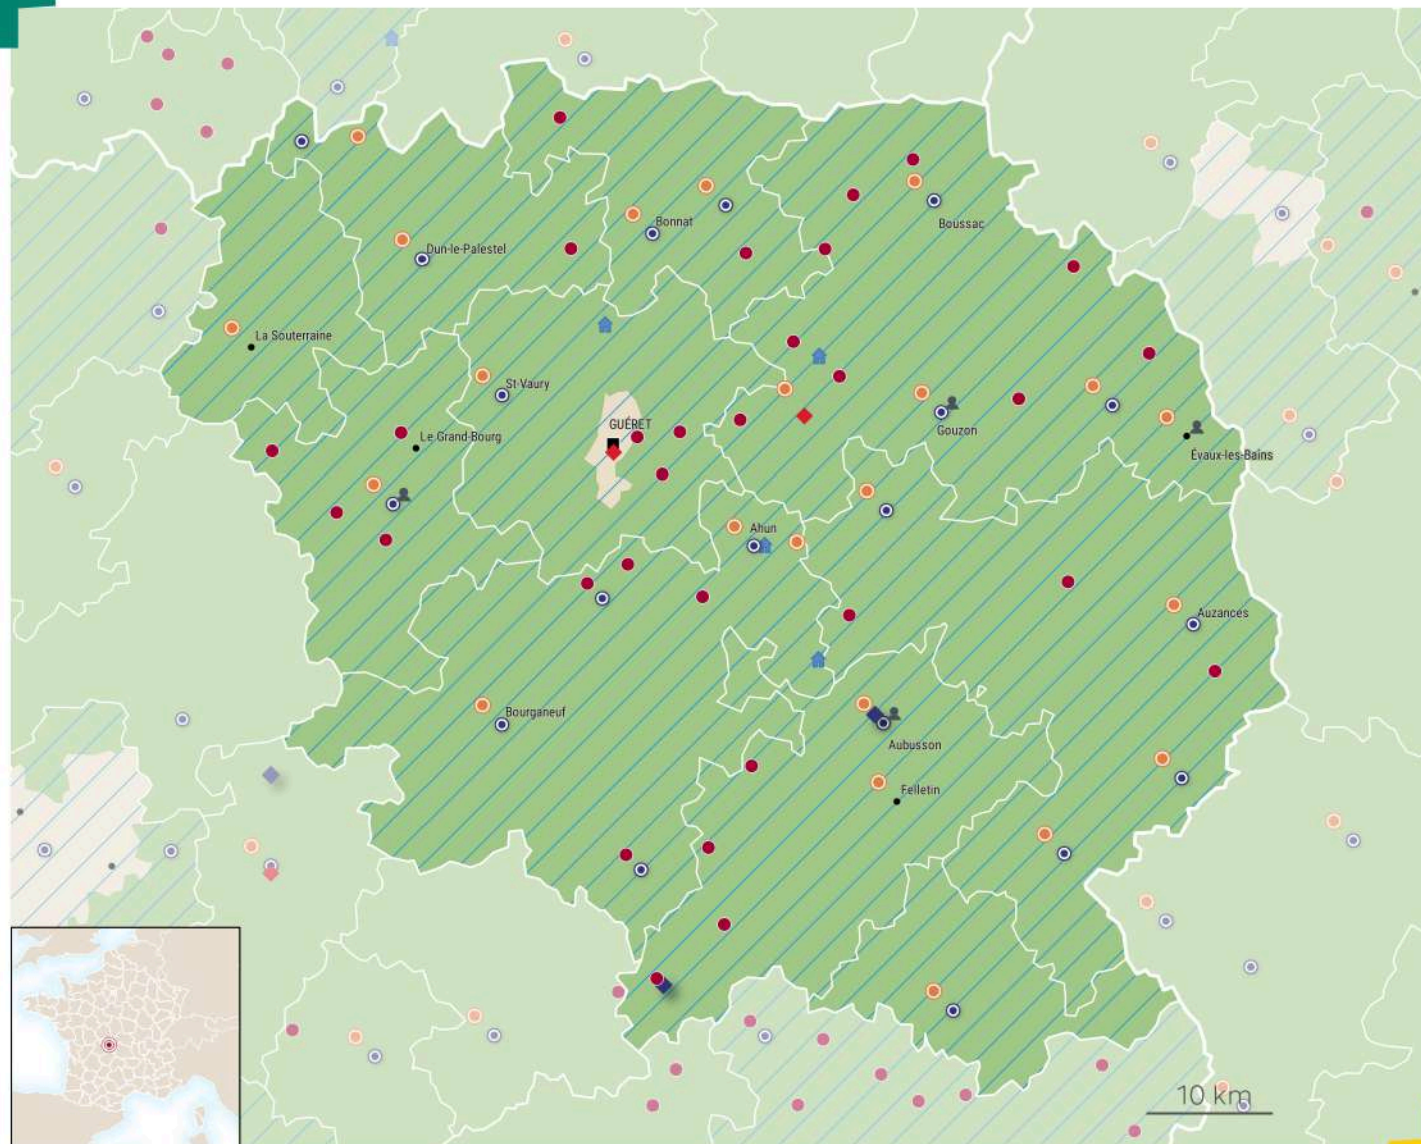 Bonnat
Boussac
Dun-le-Palestel
La Souterraine
St-Vaury
GUÉRET
Gouzon
Le Grand-Bourg
Évaux-les-Bains
Ahun
Auzances
Bourganeuf
Aubusson
Felletin
10 km